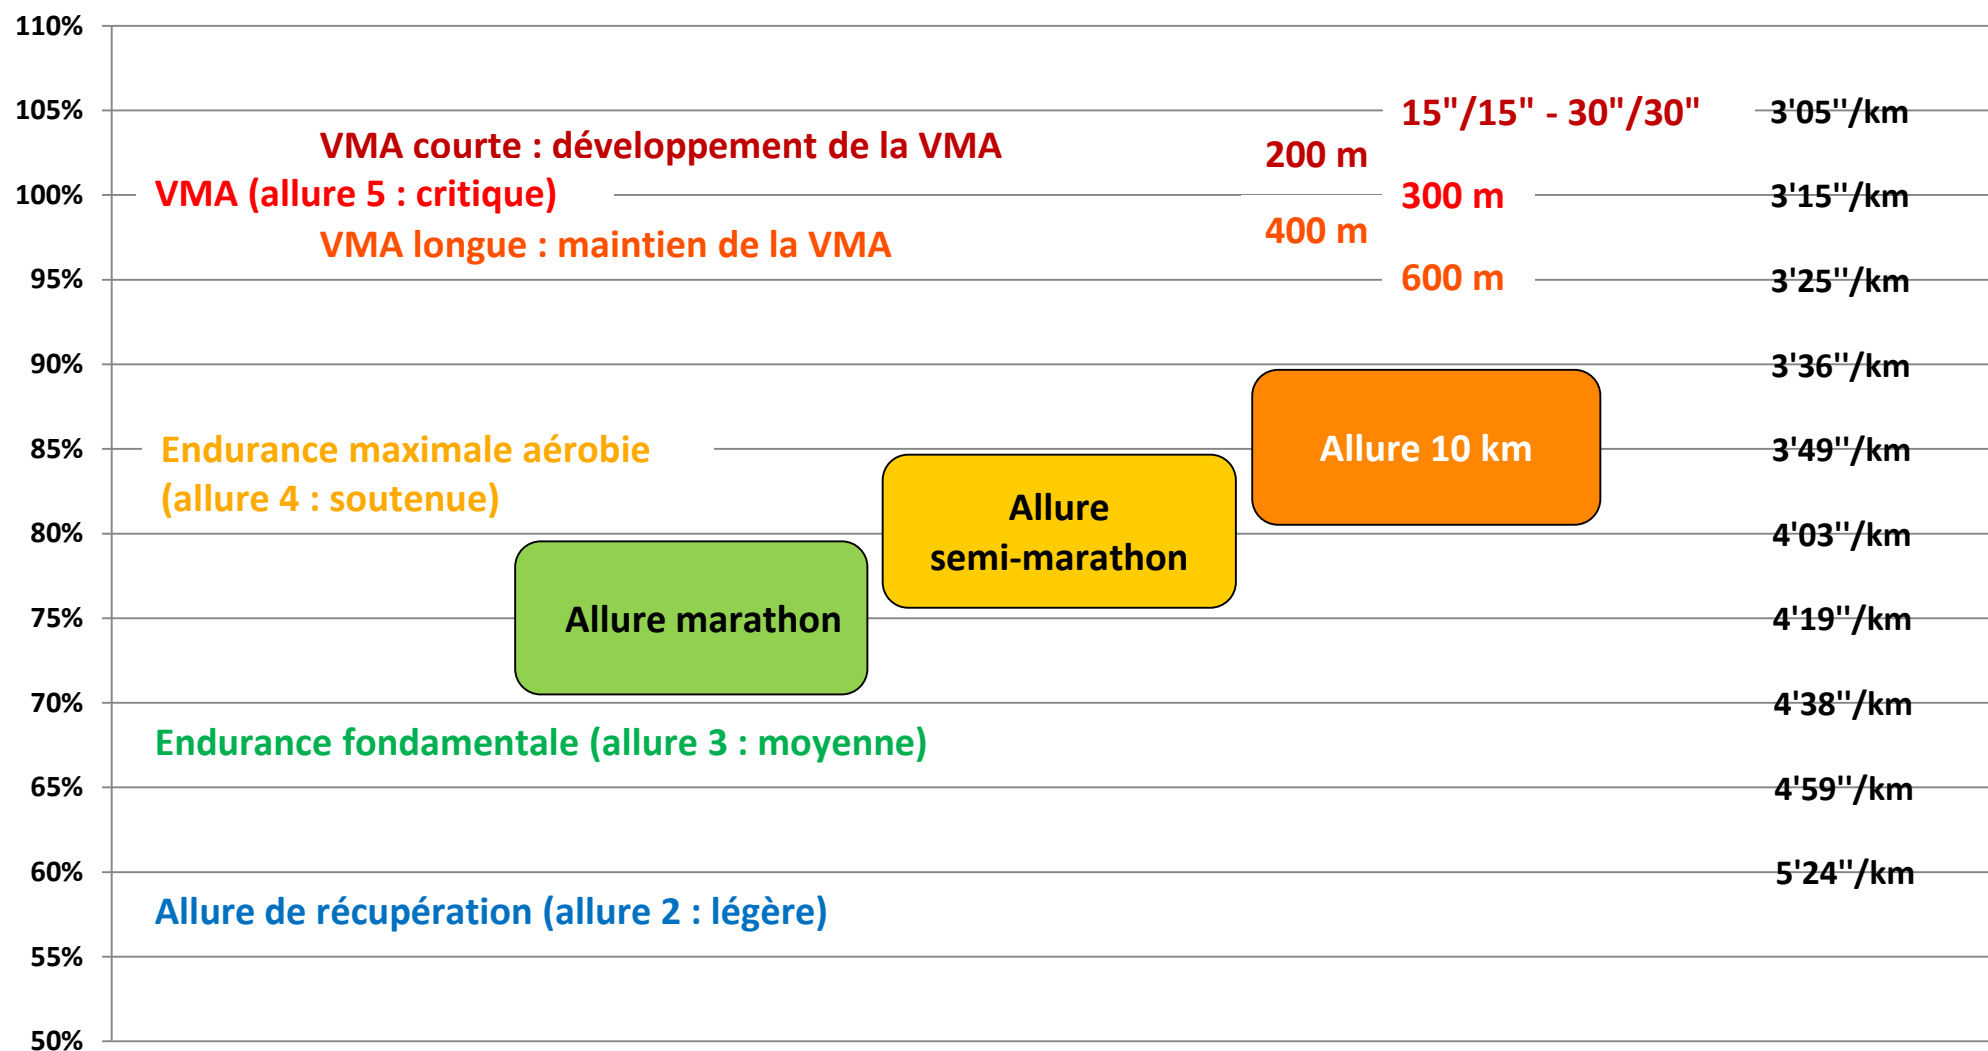 110%
105%
15"/15" - 30"/30"
3'05''/km
VMA courte : développement de la VMA
200 m
100%
VMA (allure 5 : critique)
300 m
3'15''/km
VMA longue : maintien de la VMA
400 m
95%
600 m
3'25''/km
90%
3'36''/km
85%
Endurance maximale aérobie
(allure 4 : soutenue)
Allure 10 km
3'49''/km
Allure
semi-marathon
80%
4'03''/km
75%
Allure marathon
4'19''/km
70%
4'38''/km
Endurance fondamentale (allure 3 : moyenne)
65%
4'59''/km
60%
5'24''/km
Allure de récupération (allure 2 : légère)
55%
50%